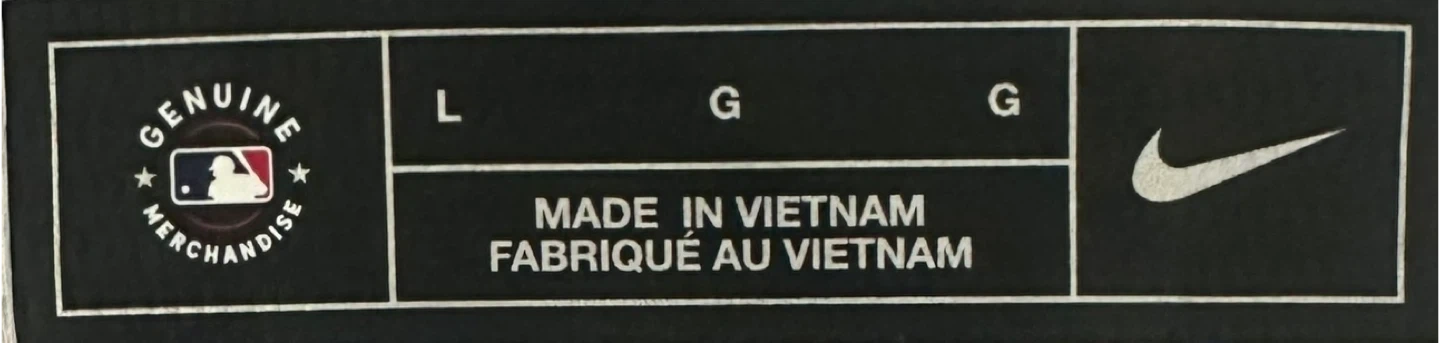 GENUINE
MERCHANDISE
L G G
MADE IN VIETNAM
FABRIQUÉ AU VIETNAM